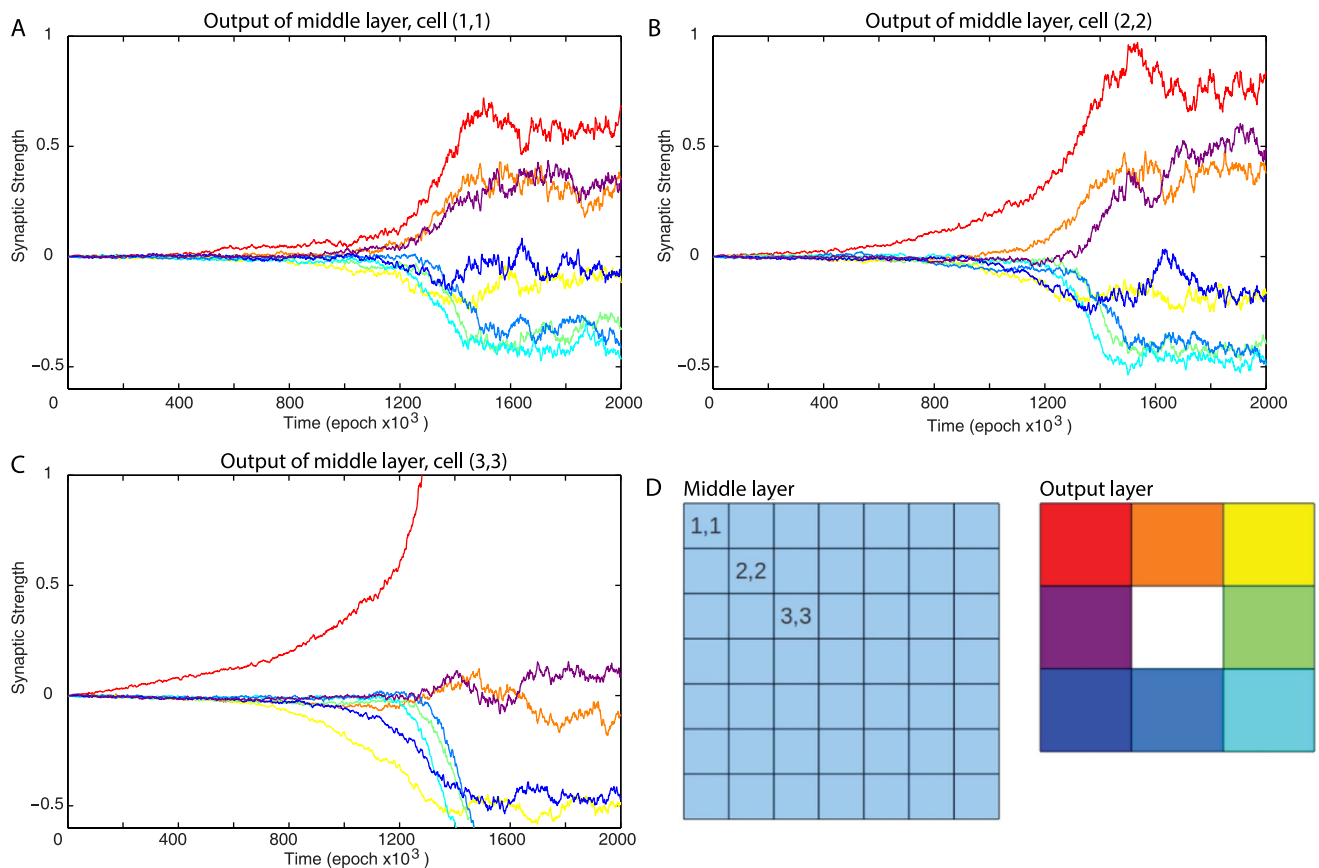 A
Output of middle layer, cell (1,1)
1
0.5
0
−0.5
Synaptic Strength
0 400 800 1200 1600 2000
Time (epoch x10³ )
B
Output of middle layer, cell (2,2)
1
0.5
0
−0.5
Synaptic Strength
0 400 800 1200 1600 2000
Time (epoch x10³ )
C
Output of middle layer, cell (3,3)
1
0.5
0
−0.5
Synaptic Strength
0 400 800 1200 1600 2000
Time (epoch x10³ )
D
Middle layer
1,1
2,2
3,3
Output layer